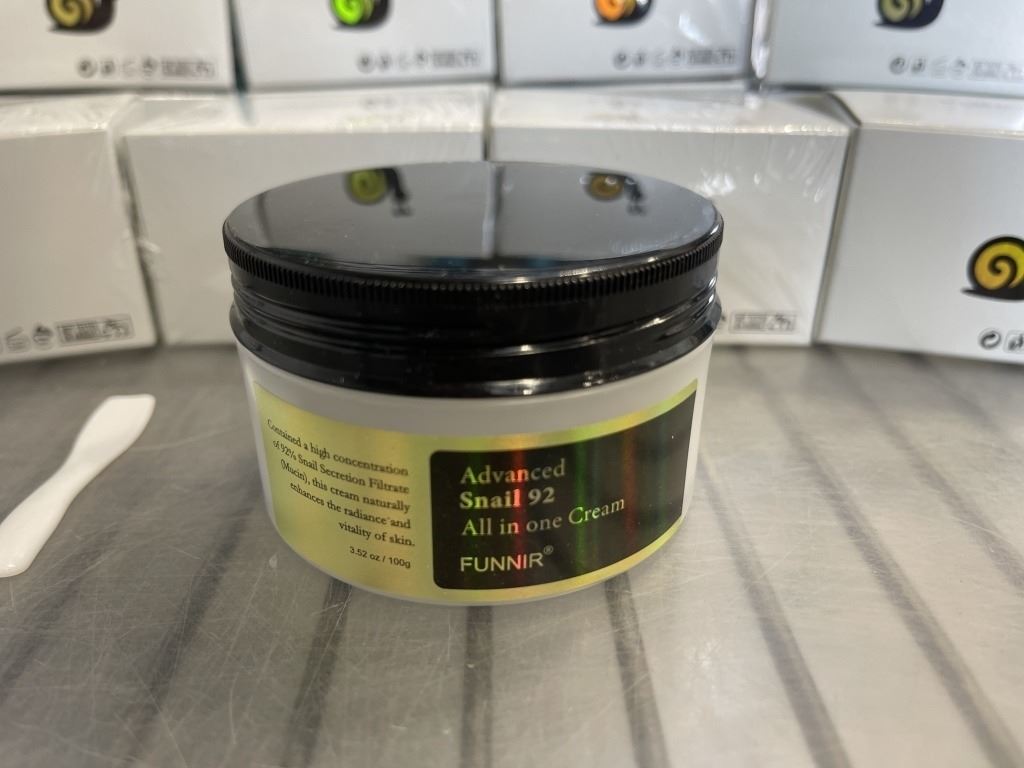 Contained a high concentration
of 92% Snail Secretion Filtrate
(Mucin), this cream naturally
enhances the radiance and
vitality of skin.
3.52 oz / 100g
Advanced
Snail 92
All in one Cream
FUNNIR®